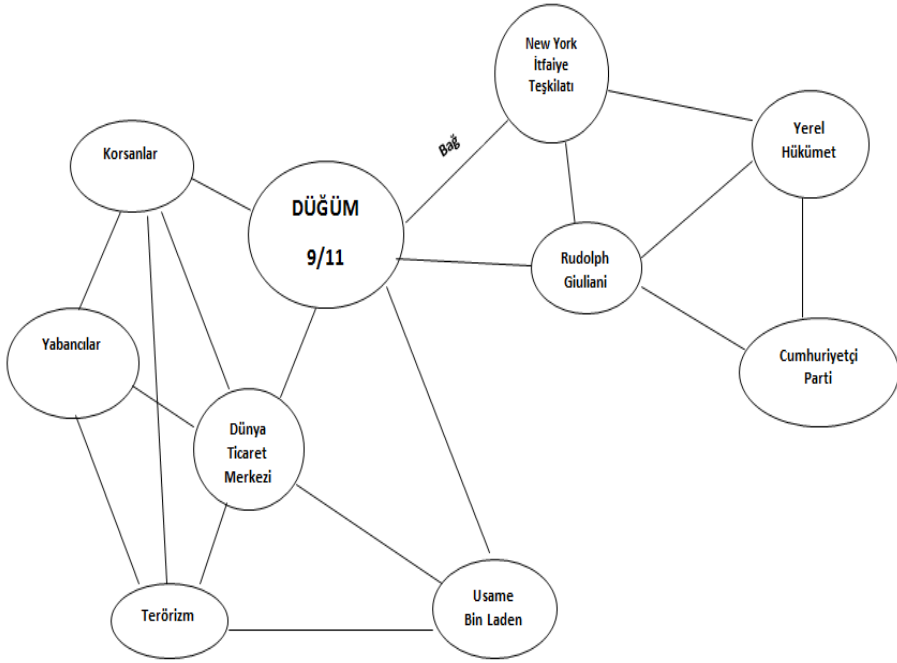 New York
İtfaiye
Teşkilatı
Bağ
Yerel
Hükümet
Korsanlar
DÜĞÜM
9/11
Rudolph
Giuliani
Yabancılar
Cumhuriyetçi
Parti
Dünya
Ticaret
Merkezi
Terörizm
Usame
Bin Laden